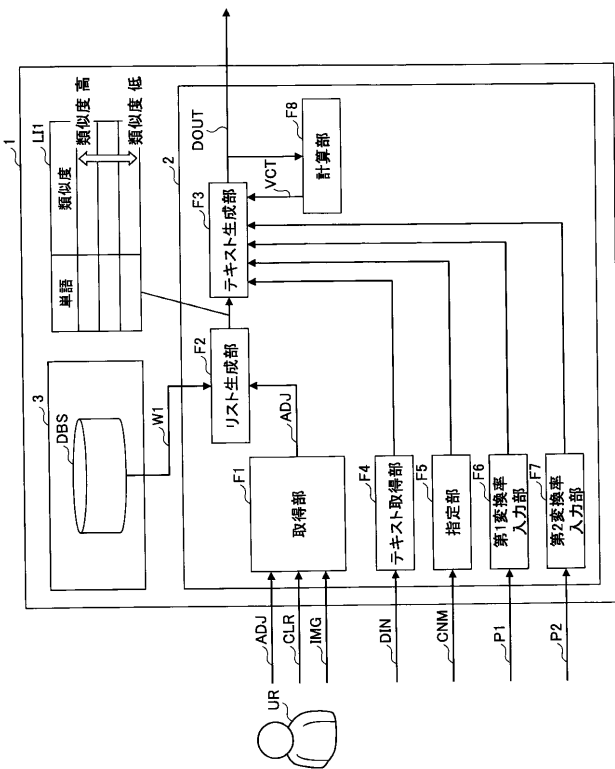 1
LI1
単語
類似度
類似度 高
類似度 低
3
DBS
W1
2
F2
リスト生成部
F3
テキスト生成部
DOUT
VCT
F8
計算部
ADJ
F1
取得部
F4
テキスト取得部
F5
指定部
F6
第1変換率
入力部
F7
第2変換率
入力部
UR
ADJ
CLR
IMG
DIN
CNM
P1
P2